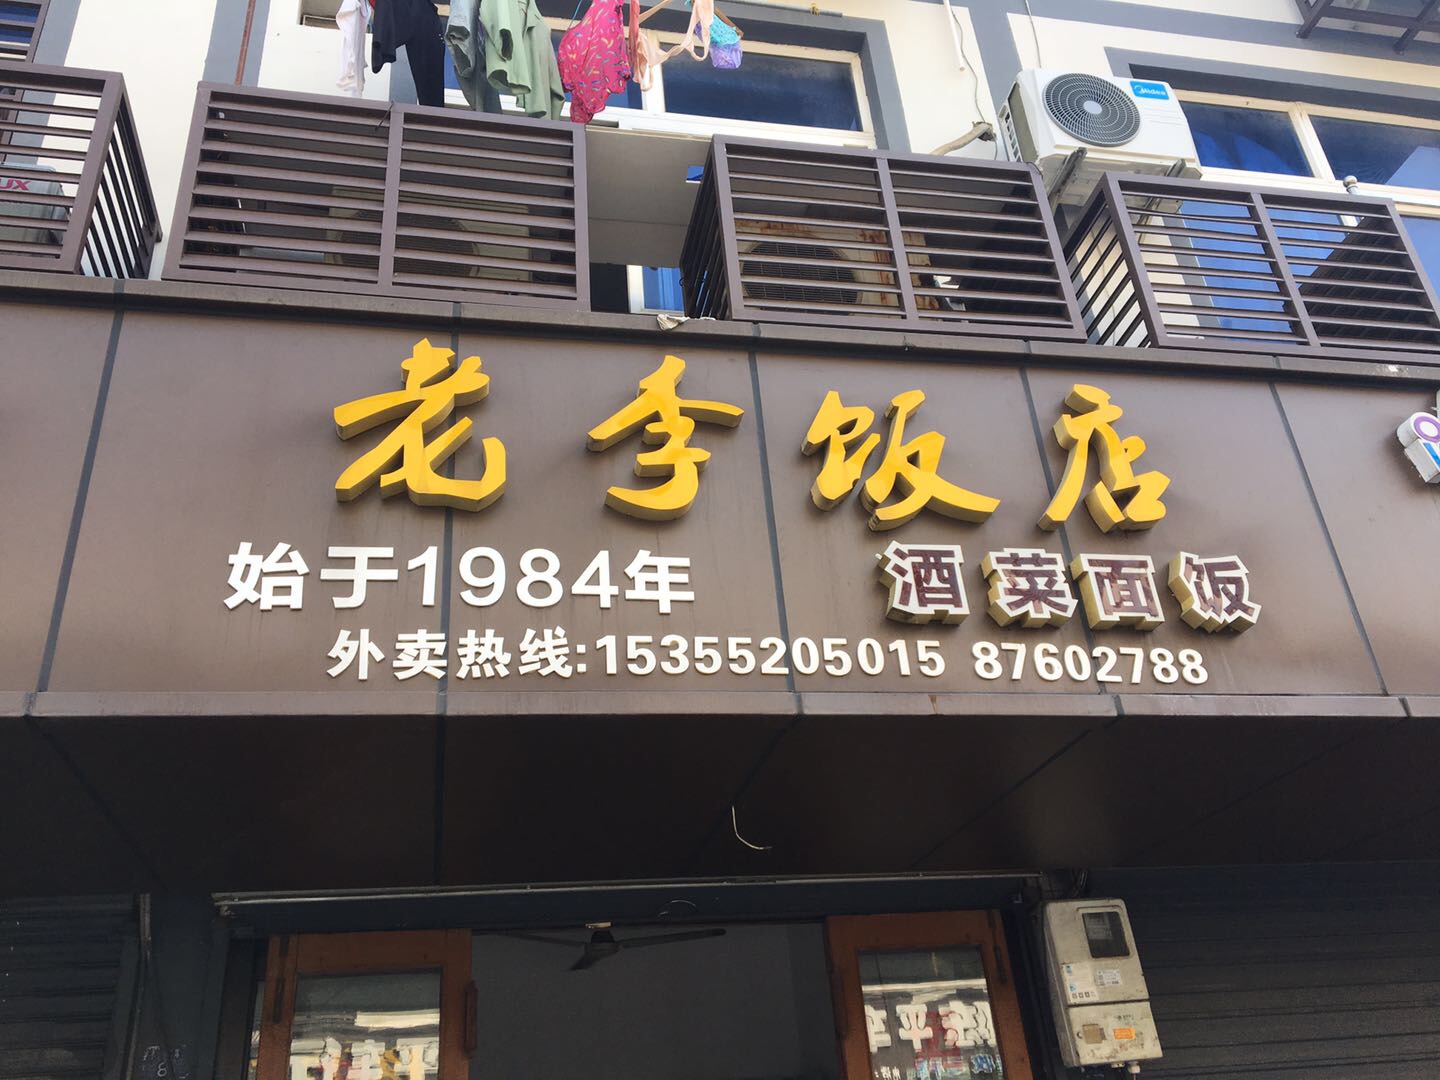 Midea
老李饭店
始于1984年 酒菜面饭
外卖热线:15355205015 87602788